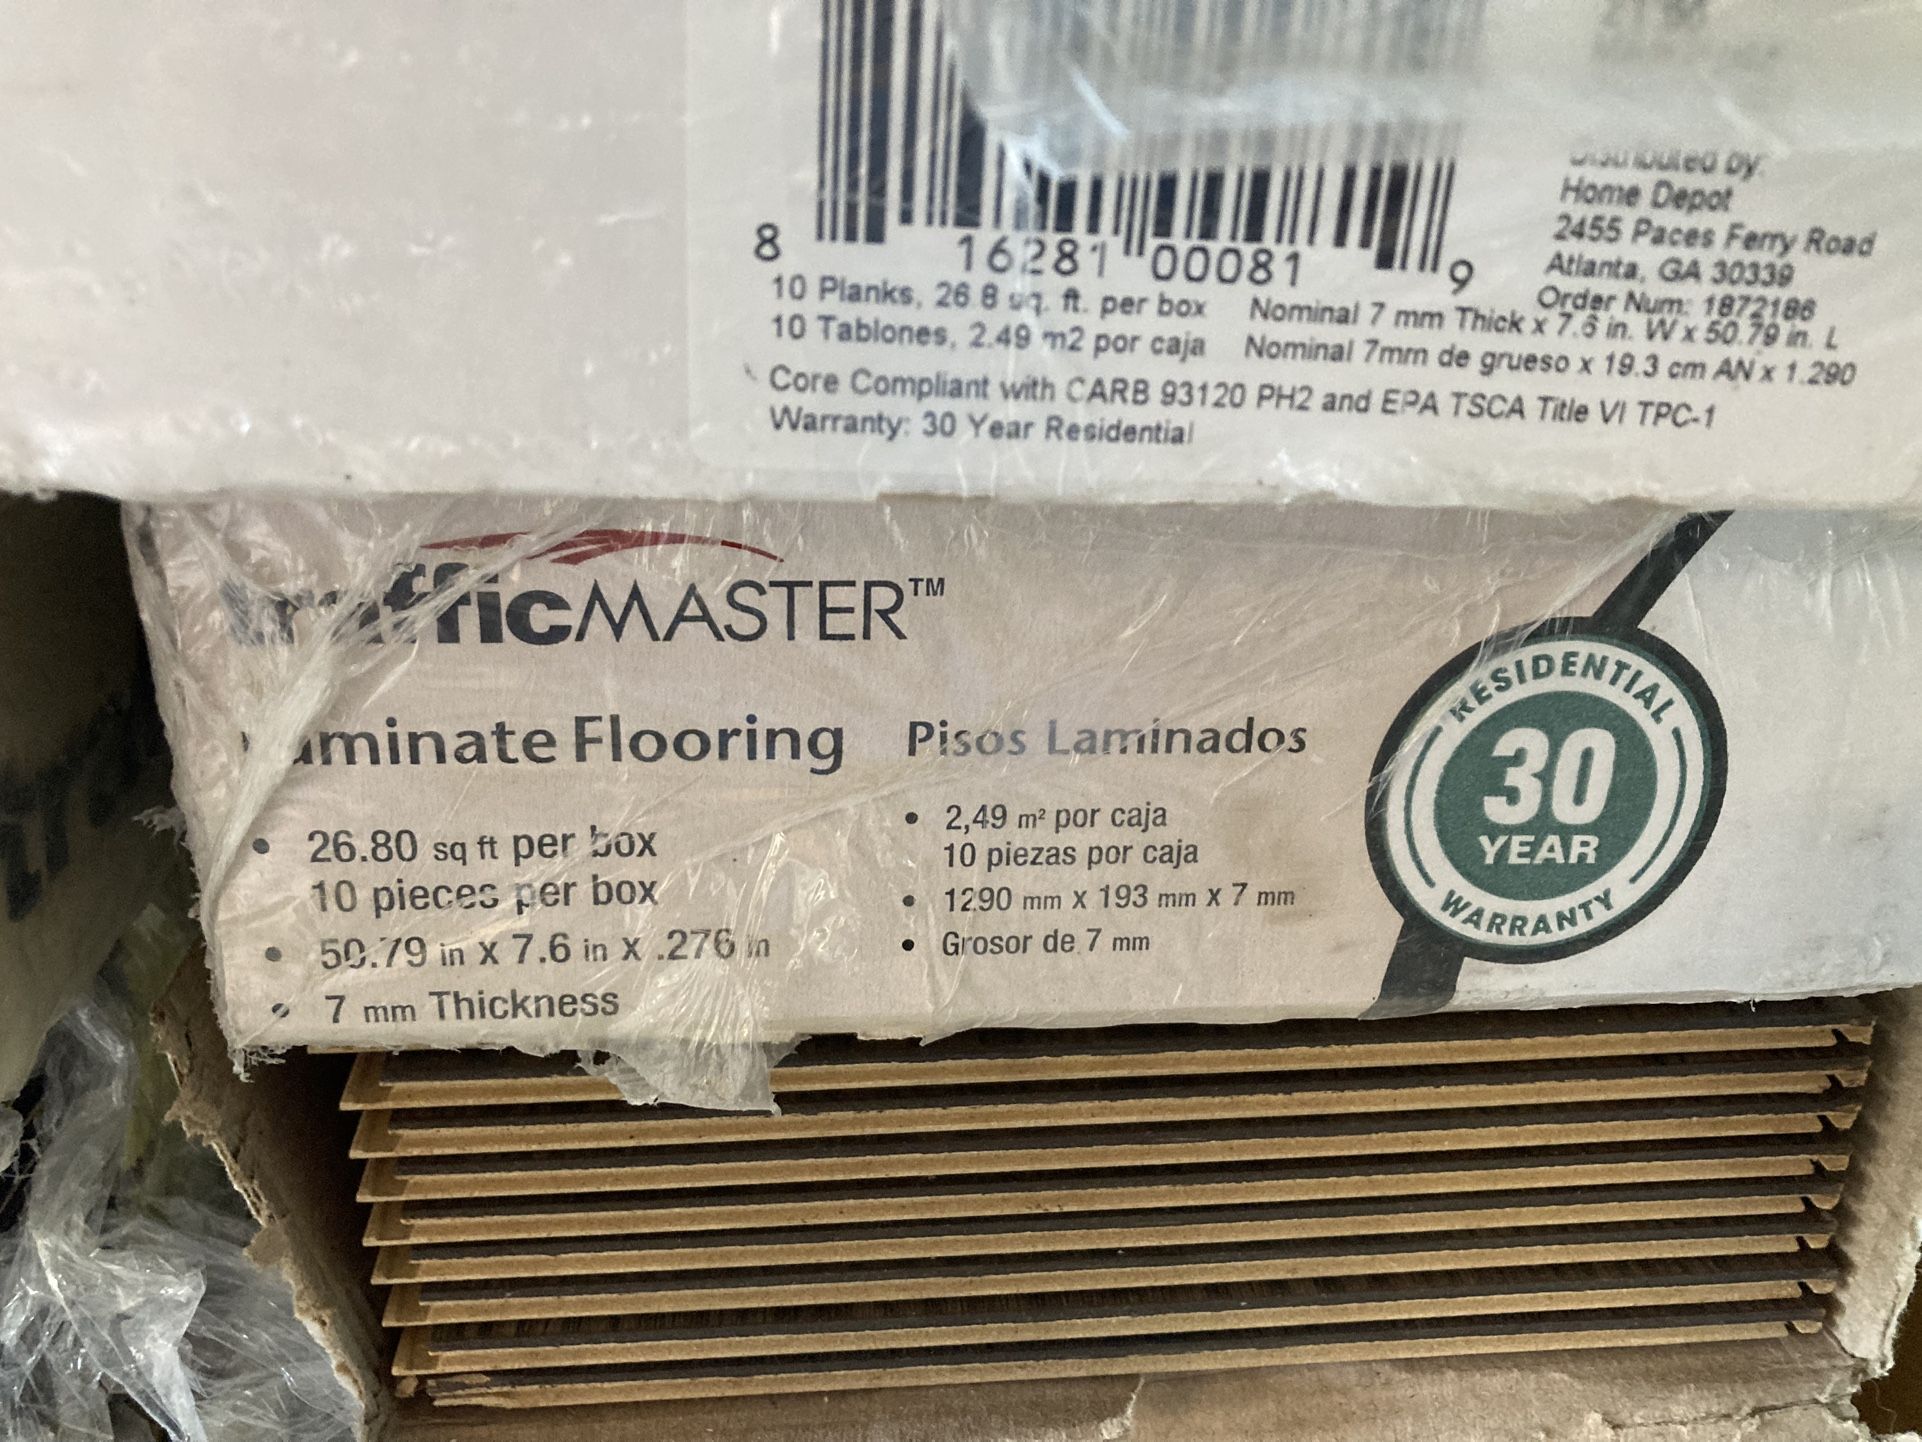 by:
Home Depot
2455 Paces Ferry Road
Atlanta, GA 30339
Order Num: 1872186
8 16281 00081 9
10 Planks, 26.8 sq. ft. per box Nominal 7 mm Thick x 7.6 in. W x 50.79 in. L
10 Tablones, 2.49 m2 por caja Nominal 7mm de grueso x 19.3 cm AN x 1.290
Core Compliant with CARB 93120 PH2 and EPA TSCA Title VI TPC-1
Warranty: 30 Year Residential
trafficMASTER™
Laminate Flooring
• 26.80 sq ft per box
10 pieces per box
• 50.79 in x 7.6 in x .276 in
• 7 mm Thickness
Pisos Laminados
• 2,49 m² por caja
10 piezas por caja
• 1290 mm x 193 mm x 7 mm
• Grosor de 7 mm
RESIDENTIAL
30
YEAR
WARRANTY